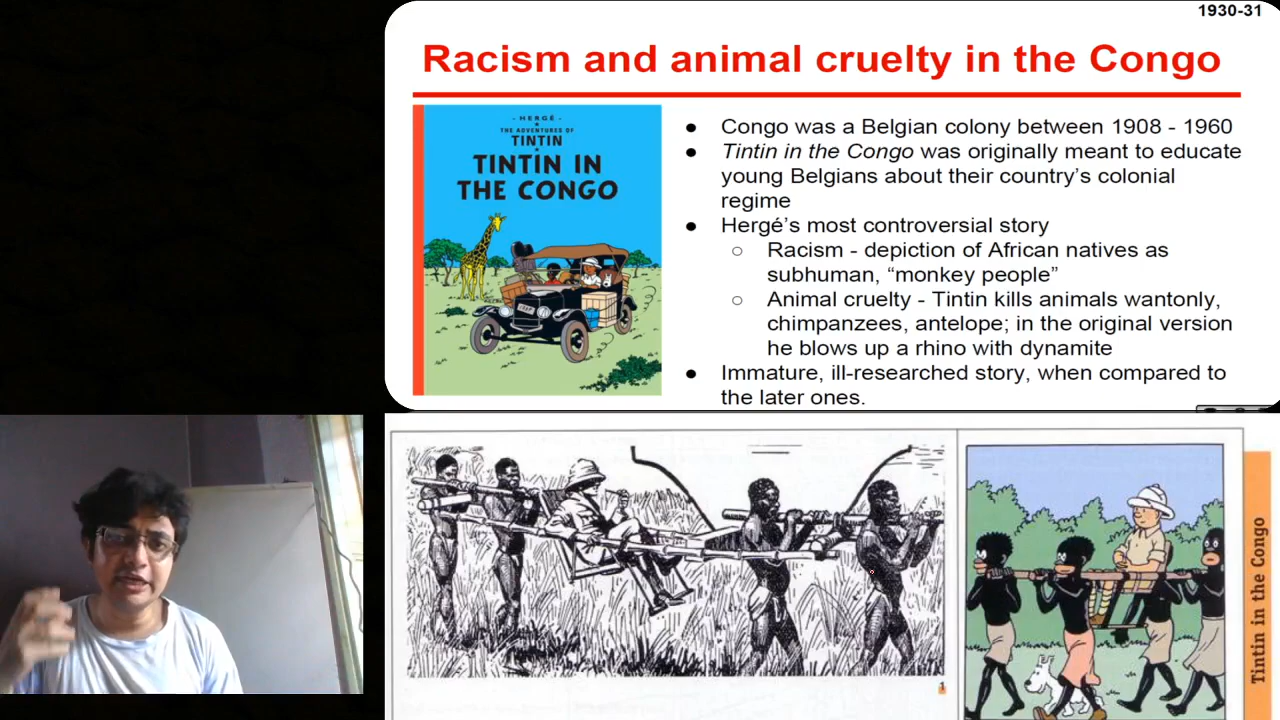 1930-31
Racism and animal cruelty in the Congo
- HERGÉ -
THE ADVENTURES OF
TINTIN
TINTIN IN
THE CONGO
● Congo was a Belgian colony between 1908 - 1960
● Tintin in the Congo was originally meant to educate
young Belgians about their country's colonial
regime
● Hergé's most controversial story
○ Racism - depiction of African natives as
subhuman, “monkey people”
○ Animal cruelty - Tintin kills animals wantonly,
chimpanzees, antelope; in the original version
he blows up a rhino with dynamite
● Immature, ill-researched story, when compared to
the later ones.
1
Tintin in the Congo